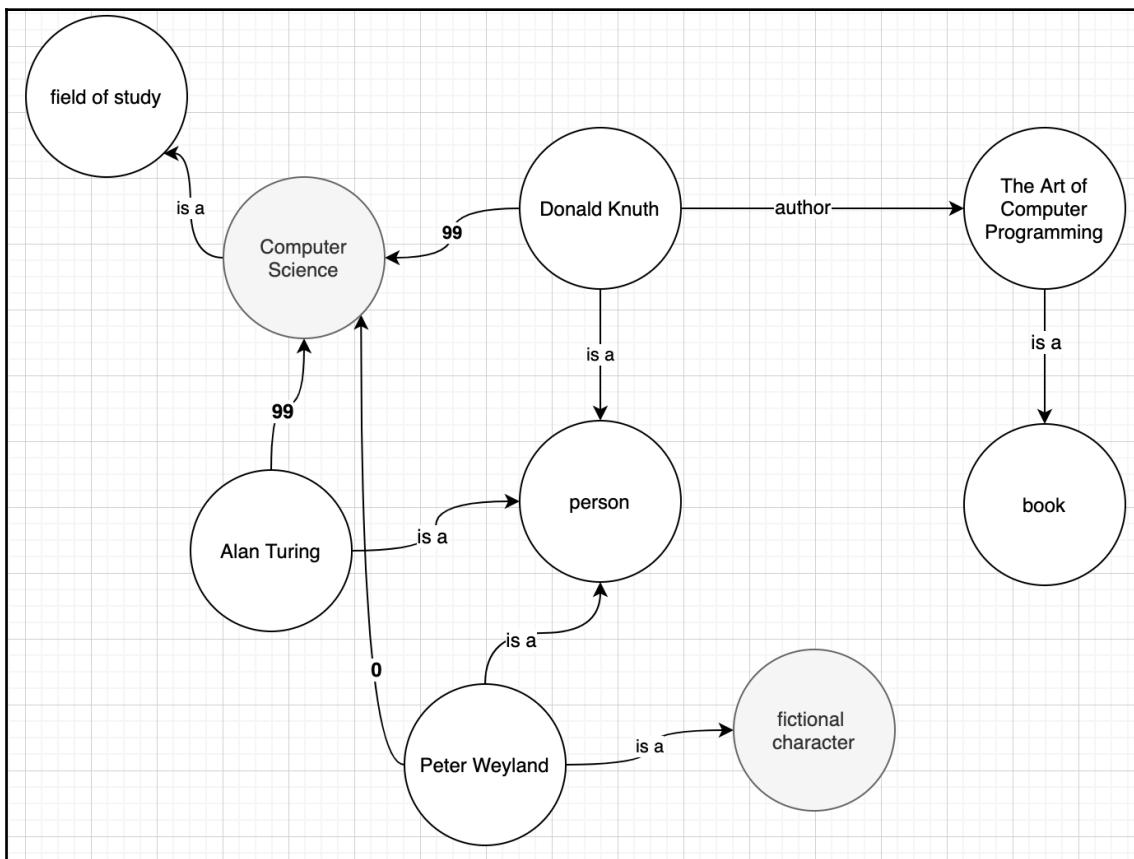 field of study
is a
Computer
Science
99
Donald Knuth
author
The Art of
Computer
Programming
is a
is a
99
Alan Turing
is a
person
book
is a
0
Peter Weyland
is a
fictional
character